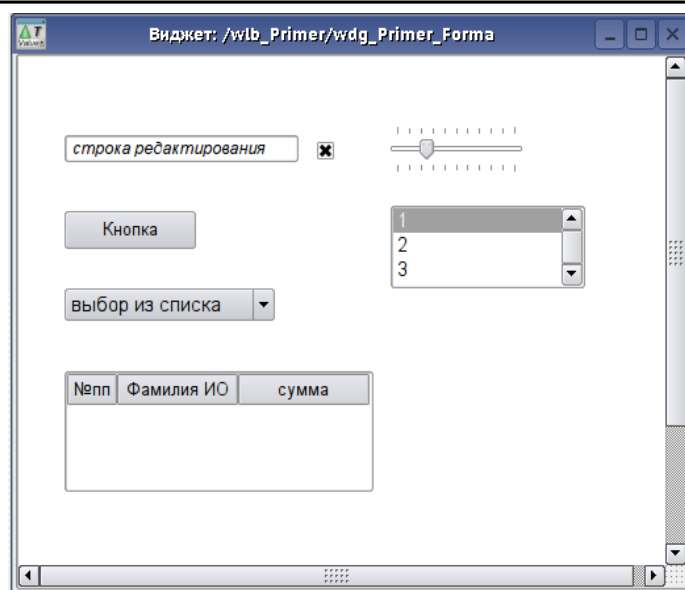 Виджет: /wlb_Primer/wdg_Primer_Forma
строка редактирования
Кнопка
1
2
3
выбор из списка
№пп Фамилия ИО сумма